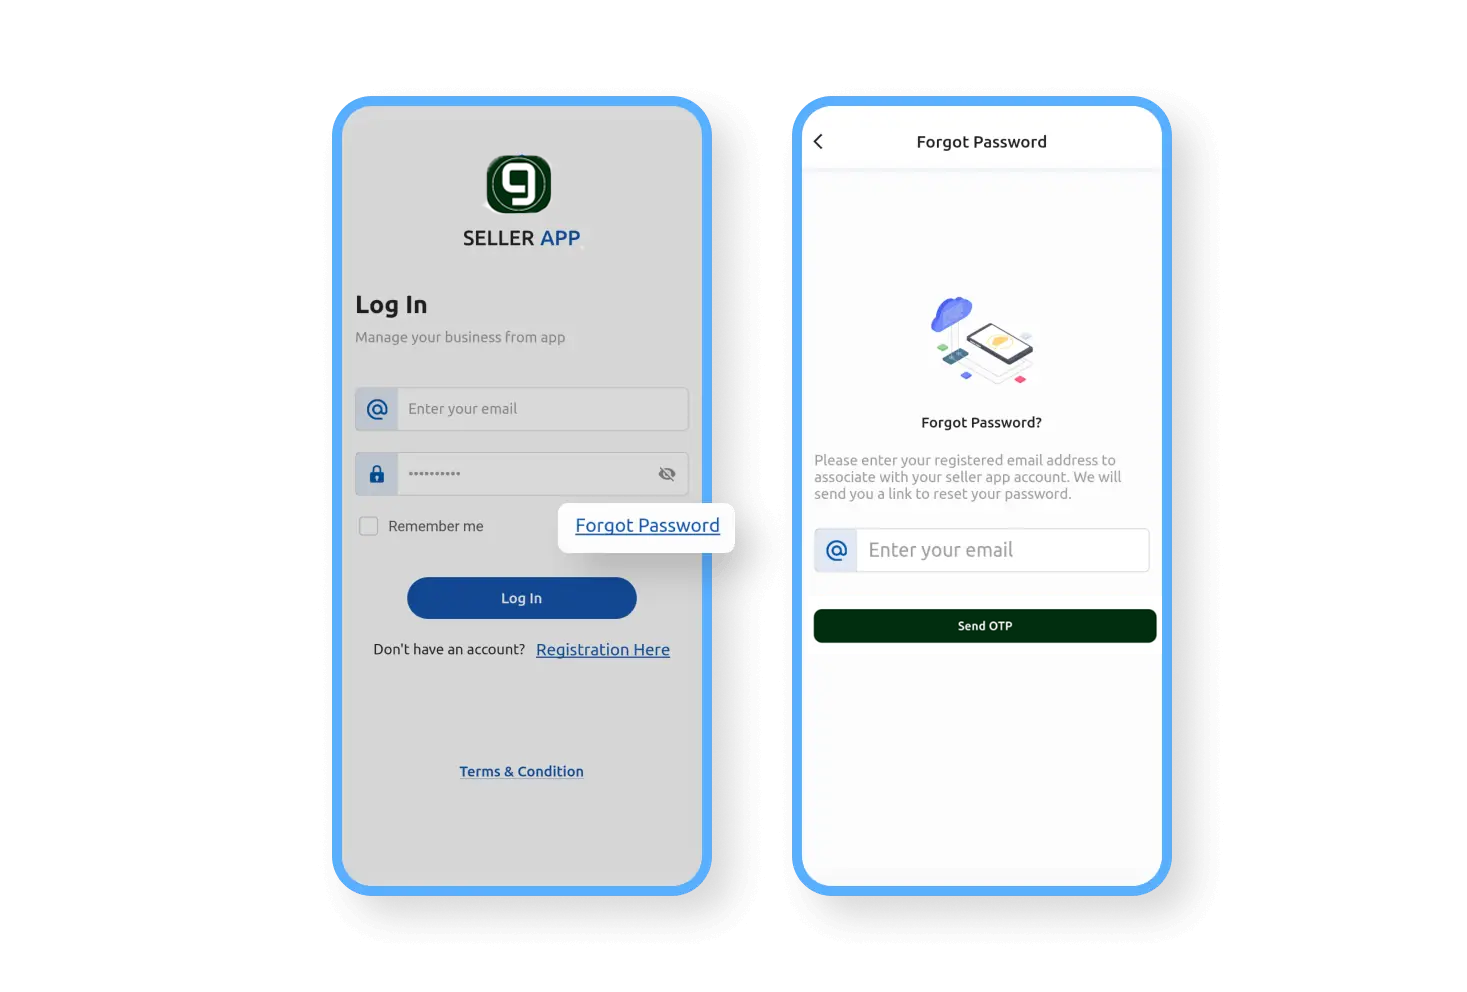 g
SELLER APP
Log In
Manage your business from app
Enter your email
Remember me
Forgot Password
Log In
Don't have an account? Registration Here
Terms & Condition
Forgot Password
Forgot Password?
Please enter your registered email address to
associate with your seller app account. We will
send you a link to reset your password.
Enter your email
Send OTP